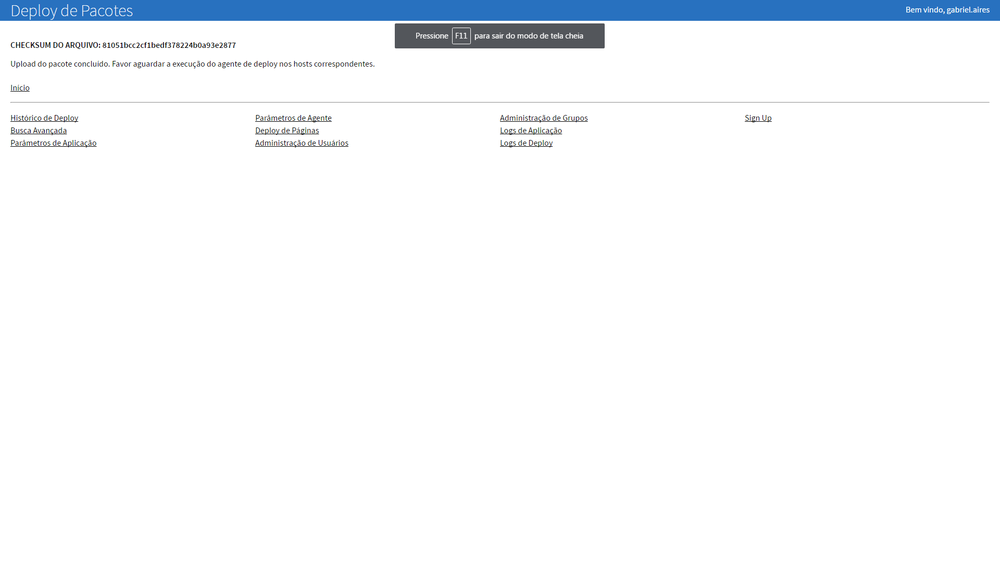 Deploy de Pacotes
Bem vindo, gabriel.aires
Pressione F11 para sair do modo de tela cheia
CHECKSUM DO ARQUIVO: 81051bcc2cf1bedf378224b0a93e2877
Upload do pacote concluído. Favor aguardar a execução do agente de deploy nos hosts correspondentes.
Início
Histórico de Deploy
Busca Avançada
Parâmetros de Aplicação
Parâmetros de Agente
Deploy de Páginas
Administração de Usuários
Administração de Grupos
Logs de Aplicação
Logs de Deploy
Sign Up